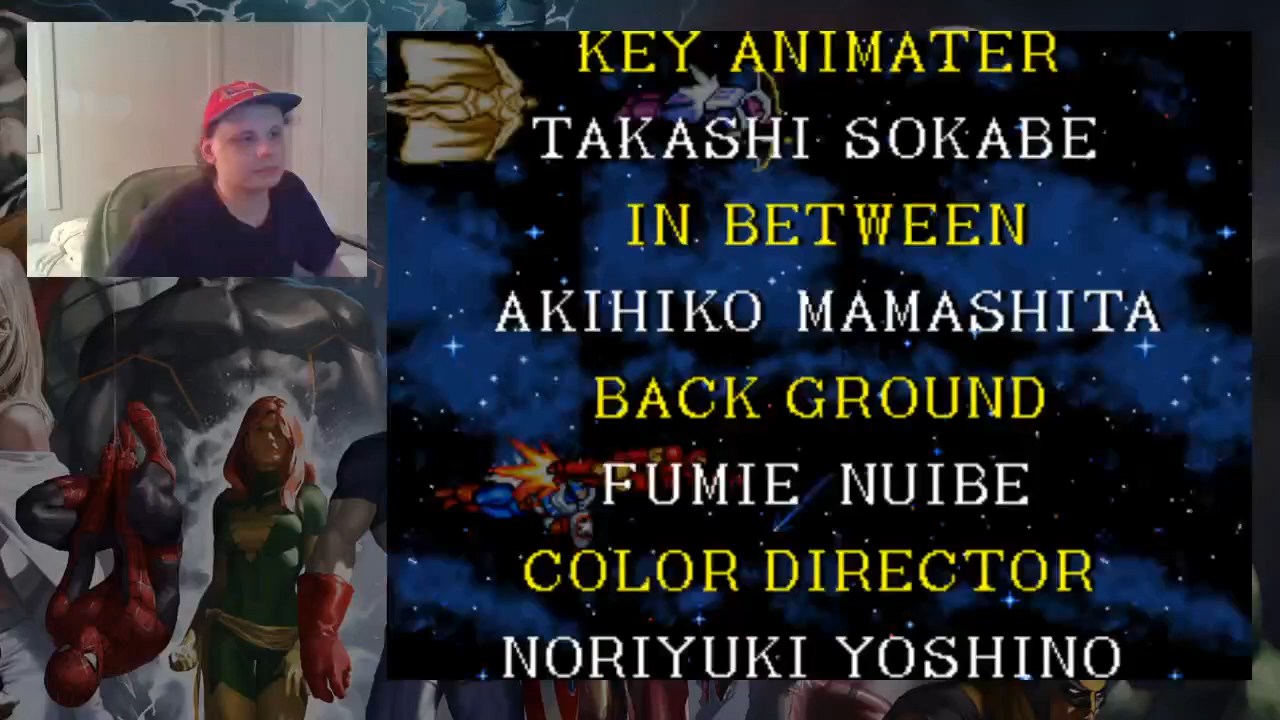 KEY ANIMATER
TAKASHI SOKABE
IN BETWEEN
AKIHIKO MAMASHITA
BACK GROUND
FUMIE NUIBE
COLOR DIRECTOR
NORIYUKI YOSHINO